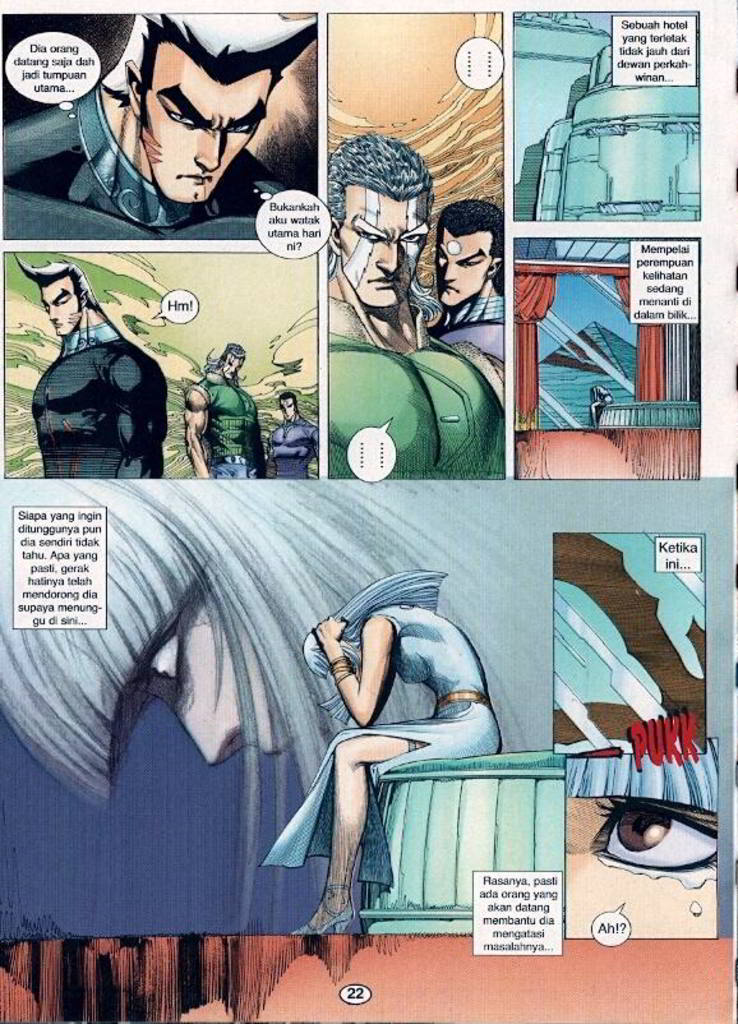 Dia orang
datang saja dah
jadi tumpuan
utama...
Bukankah
aku watak
utama hari
ni?
Hm!
Sebuah hotel
yang terletak
tidak jauh dari
dewan perkah-
winan...
Mempelai
perempuan
kelihatan
sedang
menanti di
dalam bilik...
Siapa yang ingin
ditunggunya pun
dia sendiri tidak
tahu. Apa yang
pasti, gerak
hatinya telah
mendorong dia
supaya menung-
gu di sini...
Ketika
ini...
PUKK
Rasanya, pasti
ada orang yang
akan datang
membantu dia
mengatasi
masalahnya...
Ah!?
22